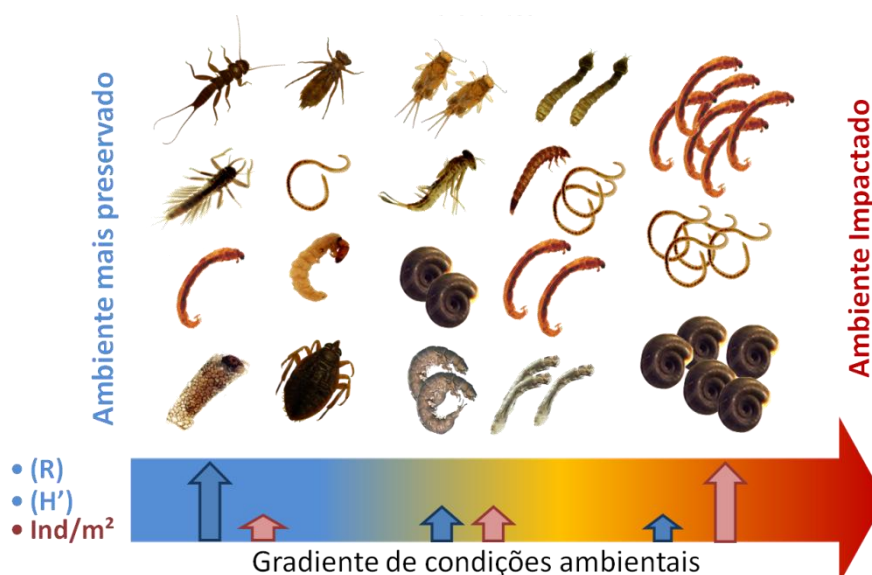 Ambiente mais preservado
Ambiente Impactado
• (R)
• (H’)
• Ind/m²
Gradiente de condições ambientais